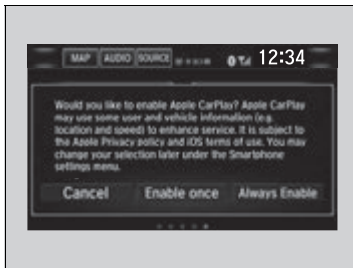 MAP AUDIO SOURCE 12:34
Would you like to enable Apple CarPlay? Apple CarPlay
may use some user and vehicle information (e.g.
location and speed) to enhance service. It is subject to
the Apple Privacy policy and iOS terms of use. You may
change your selection later under the Smartphone
settings menu.
Cancel Enable once Always Enable